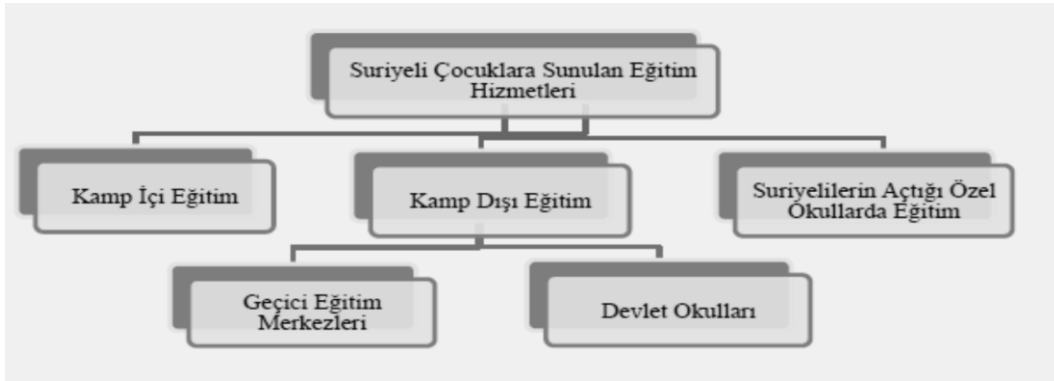 Suriyeli Çocuklara Sunulan Eğitim
Hizmetleri
Kamp İçi Eğitim
Kamp Dışı Eğitim
Suriyelilerin Açtığı Özel
Okullarda Eğitim
Geçici Eğitim
Merkezleri
Devlet Okulları